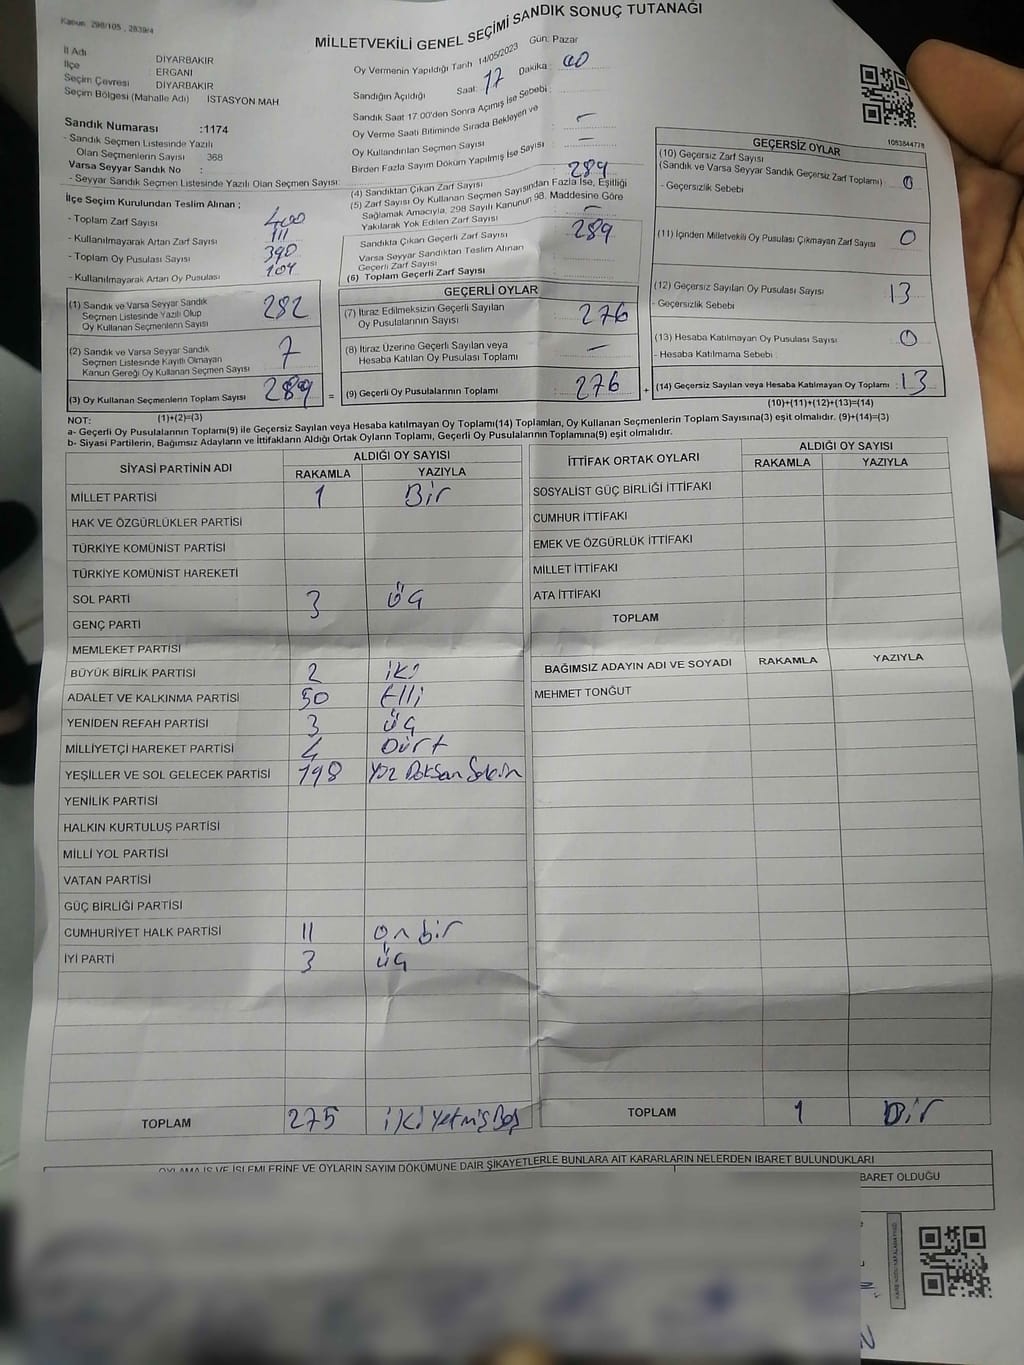 Kanun 298/105 , 2839/4
MİLLETVEKİLİ GENEL SEÇİMİ SANDIK SONUÇ TUTANAĞI
İl Adı DİYARBAKIR
İlçe : ERGANİ
Seçim Çevresi DİYARBAKIR
Seçim Bölgesi (Mahalle Adı) İSTASYON MAH
Sandık Numarası :1174
- Sandık Seçmen Listesinde Yazılı
Olan Seçmenlerin Sayısı 368
Varsa Seyyar Sandık No :
- Seyyar Sandık Seçmen Listesinde Yazılı Olan Seçmen Sayısı:
Oy Vermenin Yapıldığı Tarih 14/05/2023 Gün: Pazar
Sandığın Açıldığı Saat: 17 Dakika: 00
Sandık Saat 17.00'den Sonra Açılmış İse Sebebi :
Oy Verme Saati Bitiminde Sırada Bekleyen ve
Oy Kullandırılan Seçmen Sayısı –
Birden Fazla Sayım Döküm Yapılmış İse Sayısı –
İlçe Seçim Kurulundan Teslim Alınan ;
- Toplam Zarf Sayısı 400
- Kullanılmayarak Artan Zarf Sayısı 111
- Toplam Oy Pusulası Sayısı 390
- Kullanılmayarak Artan Oy Pusulası 104
(4) Sandıktan Çıkan Zarf Sayısı 289
(5) Zarf Sayısı Oy Kullanan Seçmen Sayısından Fazla İse, Eşitliği
Sağlamak Amacıyla, 298 Sayılı Kanunun 98. Maddesine Göre
Yakılarak Yok Edilen Zarf Sayısı –
Sandıkta Çıkan Geçerli Zarf Sayısı 289
Varsa Seyyar Sandıktan Teslim Alınan
Geçerli Zarf Sayısı
(6) Toplam Geçerli Zarf Sayısı
1083844778
GEÇERSİZ OYLAR
(10) Geçersiz Zarf Sayısı
(Sandık ve Varsa Seyyar Sandık Geçersiz Zarf Toplamı) : 0
- Geçersizlik Sebebi
(11) İçinden Milletvekili Oy Pusulası Çıkmayan Zarf Sayısı 0
(12) Geçersiz Sayılan Oy Pusulası Sayısı 13
- Geçersizlik Sebebi :
(13) Hesaba Katılmayan Oy Pusulası Sayısı 0
- Hesaba Katılmama Sebebi :
(14) Geçersiz Sayılan veya Hesaba Katılmayan Oy Toplamı : 13
(10)+(11)+(12)+(13)=(14)
(1) Sandık ve Varsa Seyyar Sandık
Seçmen Listesinde Yazılı Olup
Oy Kullanan Seçmenlerin Sayısı 282
(2) Sandık ve Varsa Seyyar Sandık
Seçmen Listesinde Kayıtlı Olmayan
Kanun Gereği Oy Kullanan Seçmen Sayısı 7
(3) Oy Kullanan Seçmenlerin Toplam Sayısı 289 =
(1)+(2)=(3)
GEÇERLİ OYLAR
(7) İtiraz Edilmeksizin Geçerli Sayılan
Oy Pusulalarının Sayısı 276
(8) İtiraz Üzerine Geçerli Sayılan veya
Hesaba Katılan Oy Pusulası Toplamı –
(9) Geçerli Oy Pusulalarının Toplamı 276 +
NOT:
a- Geçerli Oy Pusulalarının Toplamı(9) ile Geçersiz Sayılan veya Hesaba katılmayan Oy Toplamı(14) Toplamları, Oy Kullanan Seçmenlerin Toplam Sayısına(3) eşit olmalıdır. (9)+(14)=(3)
b- Siyasi Partilerin, Bağımsız Adayların ve İttifakların Aldığı Ortak Oyların Toplamı, Geçerli Oy Pusulalarının Toplamına(9) eşit olmalıdır.
SİYASİ PARTİNİN ADI ALDIĞI OY SAYISI
RAKAMLA YAZIYLA
MİLLET PARTİSİ 1 Bir
HAK VE ÖZGÜRLÜKLER PARTİSİ
TÜRKİYE KOMÜNİST PARTİSİ
TÜRKİYE KOMÜNİST HAREKETİ
SOL PARTİ 3 üç
GENÇ PARTİ
MEMLEKET PARTİSİ
BÜYÜK BİRLİK PARTİSİ 2 iki
ADALET VE KALKINMA PARTİSİ 50 Elli
YENİDEN REFAH PARTİSİ 3 üç
MİLLİYETÇİ HAREKET PARTİSİ 4 Dört
YEŞİLLER VE SOL GELECEK PARTİSİ 198 Yüz Doksan Sekiz
YENİLİK PARTİSİ
HALKIN KURTULUŞ PARTİSİ
MİLLİ YOL PARTİSİ
VATAN PARTİSİ
GÜÇ BİRLİĞİ PARTİSİ
CUMHURİYET HALK PARTİSİ 11 on bir
İYİ PARTİ 3 üç
TOPLAM 275 iki yetmiş Beş
İTTİFAK ORTAK OYLARI ALDIĞI OY SAYISI
RAKAMLA YAZIYLA
SOSYALİST GÜÇ BİRLİĞİ İTTİFAKI
CUMHUR İTTİFAKI
EMEK VE ÖZGÜRLÜK İTTİFAKI
MİLLET İTTİFAKI
ATA İTTİFAKI
TOPLAM
BAĞIMSIZ ADAYIN ADI VE SOYADI RAKAMLA YAZIYLA
MEHMET TONĞUT
TOPLAM 1 Bir
OYLAMA İŞ VE İŞLEMLERİNE VE OYLARIN SAYIM DÖKÜMÜNE DAİR ŞİKAYETLERLE BUNLARA AİT KARARLARIN NELERDEN İBARET BULUNDUKLARI
BARET OLDUĞU